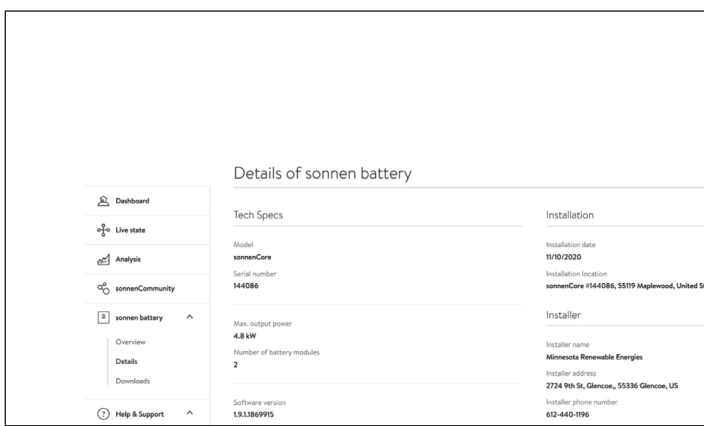 Details of sonnen battery
Dashboard
Live state
Analysis
sonnenCommunity
sonnen battery
Overview
Details
Downloads
Help & Support
Tech Specs
Model
sonnenCore
Serial number
144086
Max. output power
4.8 kW
Number of battery modules
2
Software version
1.9.1.1869915
Installation
Installation date
11/10/2020
Installation location
sonnenCore #144086, 55119 Maplewood, United St
Installer
Installer name
Minnesota Renewable Energies
Installer address
2724 9th St, Glencoe,, 55336 Glencoe, US
Installer phone number
612-440-1196